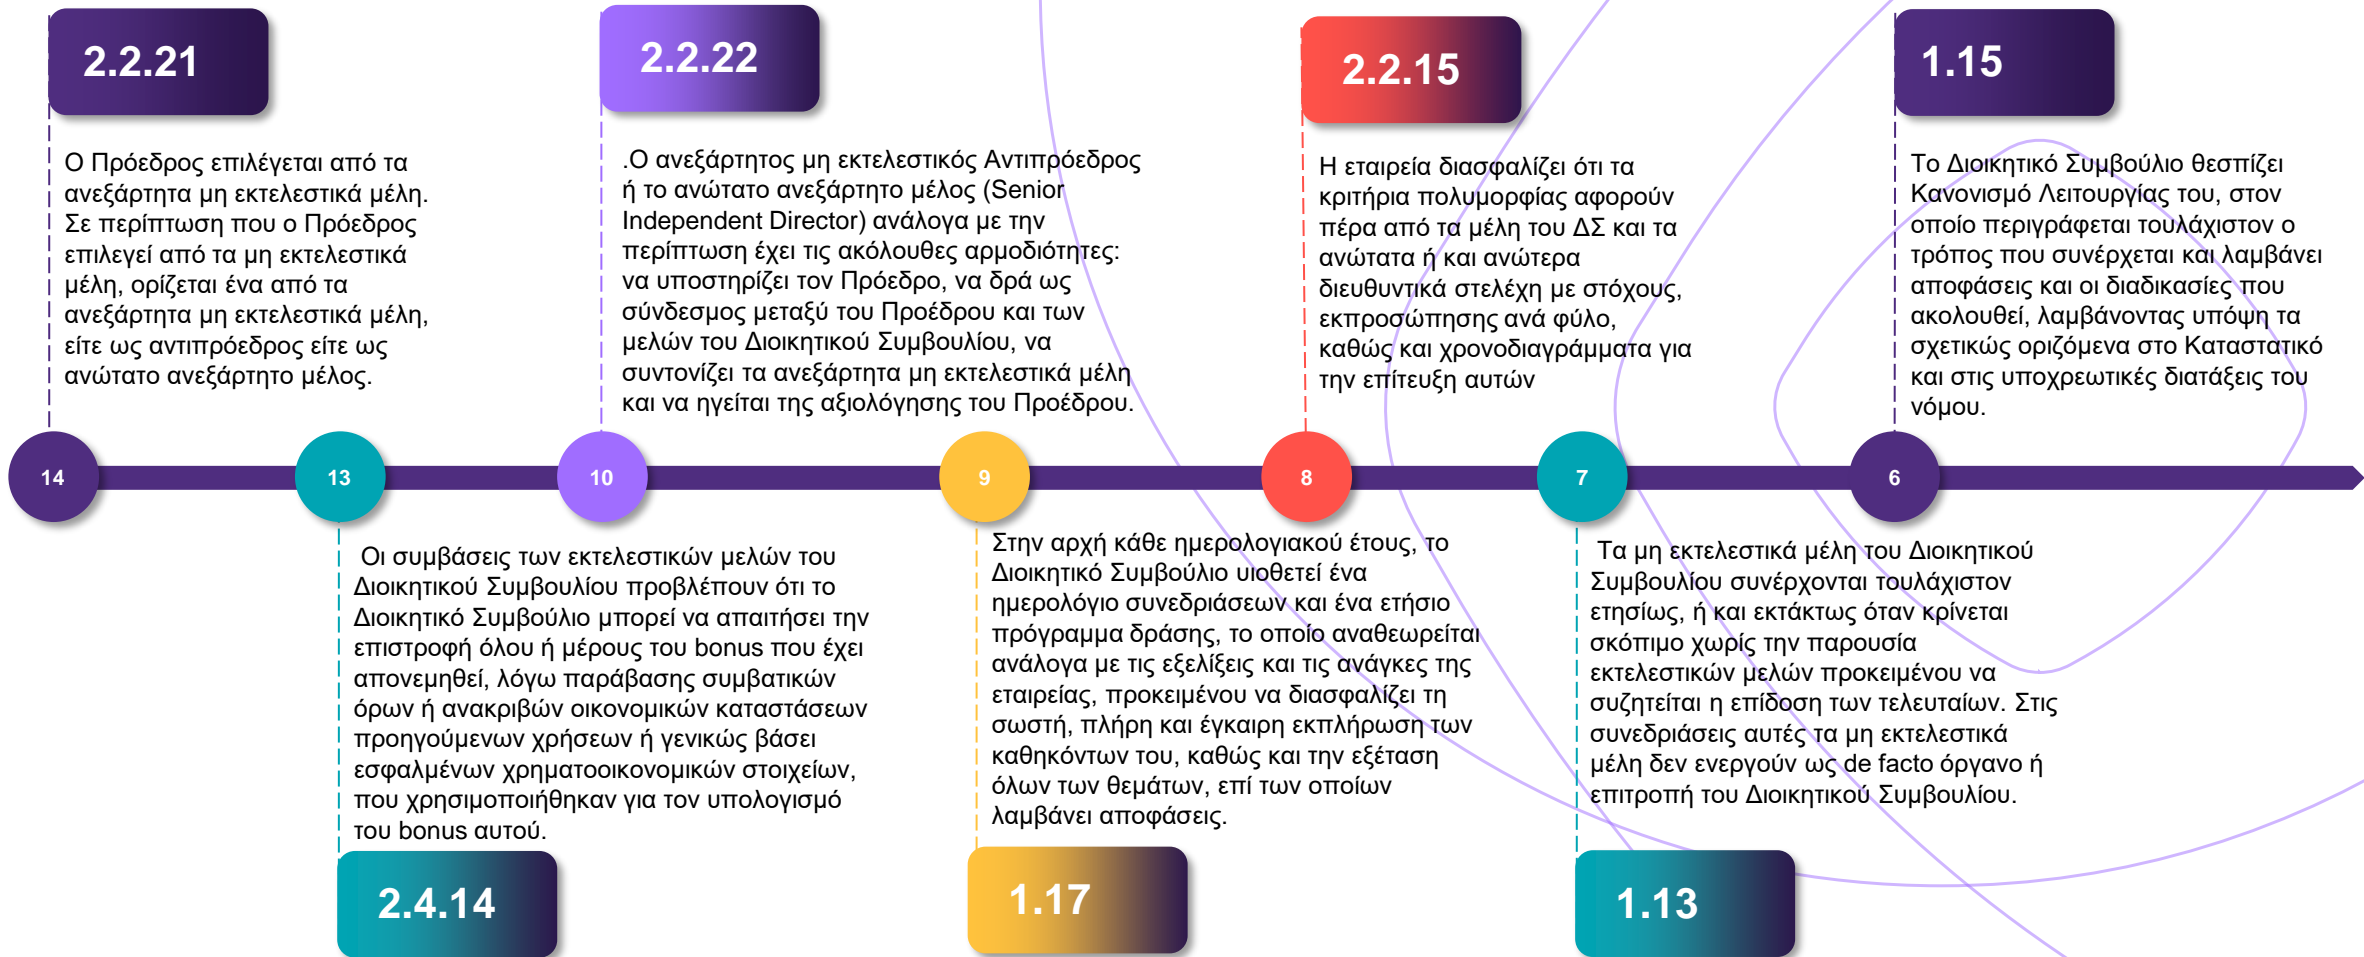 2.2.21
Ο Πρόεδρος επιλέγεται από τα
ανεξάρτητα μη εκτελεστικά μέλη.
Σε περίπτωση που ο Πρόεδρος
επιλεγεί από τα μη εκτελεστικά
μέλη, ορίζεται ένα από τα
ανεξάρτητα μη εκτελεστικά μέλη,
είτε ως αντιπρόεδρος είτε ως
ανώτατο ανεξάρτητο μέλος.
2.2.22
.Ο ανεξάρτητος μη εκτελεστικός Αντιπρόεδρος
ή το ανώτατο ανεξάρτητο μέλος (Senior
Independent Director) ανάλογα με την
περίπτωση έχει τις ακόλουθες αρμοδιότητες:
να υποστηρίζει τον Πρόεδρο, να δρά ως
σύνδεσμος μεταξύ του Προέδρου και των
μελών του Διοικητικού Συμβουλίου, να
συντονίζει τα ανεξάρτητα μη εκτελεστικά μέλη
και να ηγείται της αξιολόγησης του Προέδρου.
2.2.15
Η εταιρεία διασφαλίζει ότι τα
κριτήρια πολυμορφίας αφορούν
πέρα από τα μέλη του ΔΣ και τα
ανώτατα ή και ανώτερα
διευθυντικά στελέχη με στόχους,
εκπροσώπησης ανά φύλο,
καθώς και χρονοδιαγράμματα για
την επίτευξη αυτών
1.15
Το Διοικητικό Συμβούλιο θεσπίζει
Κανονισμό Λειτουργίας του, στον
οποίο περιγράφεται τουλάχιστον ο
τρόπος που συνέρχεται και λαμβάνει
αποφάσεις και οι διαδικασίες που
ακολουθεί, λαμβάνοντας υπόψη τα
σχετικώς οριζόμενα στο Καταστατικό
και στις υποχρεωτικές διατάξεις του
νόμου.
14
13
10
9
8
7
6
Οι συμβάσεις των εκτελεστικών μελών του
Διοικητικού Συμβουλίου προβλέπουν ότι το
Διοικητικό Συμβούλιο μπορεί να απαιτήσει την
επιστροφή όλου ή μέρους του bonus που έχει
απονεμηθεί, λόγω παράβασης συμβατικών
όρων ή ανακριβών οικονομικών καταστάσεων
προηγούμενων χρήσεων ή γενικώς βάσει
εσφαλμένων χρηματοοικονομικών στοιχείων,
που χρησιμοποιήθηκαν για τον υπολογισμό
του bonus αυτού.
2.4.14
Στην αρχή κάθε ημερολογιακού έτους, το
Διοικητικό Συμβούλιο υιοθετεί ένα
ημερολόγιο συνεδριάσεων και ένα ετήσιο
πρόγραμμα δράσης, το οποίο αναθεωρείται
ανάλογα με τις εξελίξεις και τις ανάγκες της
εταιρείας, προκειμένου να διασφαλίζει τη
σωστή, πλήρη και έγκαιρη εκπλήρωση των
καθηκόντων του, καθώς και την εξέταση
όλων των θεμάτων, επί των οποίων
λαμβάνει αποφάσεις.
1.17
Τα μη εκτελεστικά μέλη του Διοικητικού
Συμβουλίου συνέρχονται τουλάχιστον
ετησίως, ή και εκτάκτως όταν κρίνεται
σκόπιμο χωρίς την παρουσία
εκτελεστικών μελών προκειμένου να
συζητείται η επίδοση των τελευταίων. Στις
συνεδριάσεις αυτές τα μη εκτελεστικά
μέλη δεν ενεργούν ως de facto όργανο ή
επιτροπή του Διοικητικού Συμβουλίου.
1.13